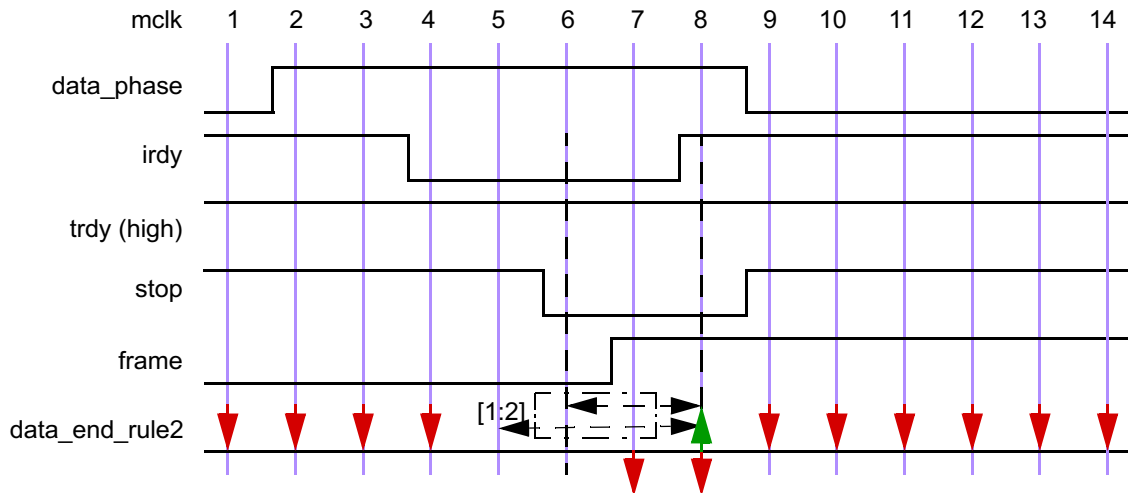 mclk 1 2 3 4 5 6 7 8 9 10 11 12 13 14
data_phase
irdy
trdy (high)
stop
frame
[1:2]
data_end_rule2